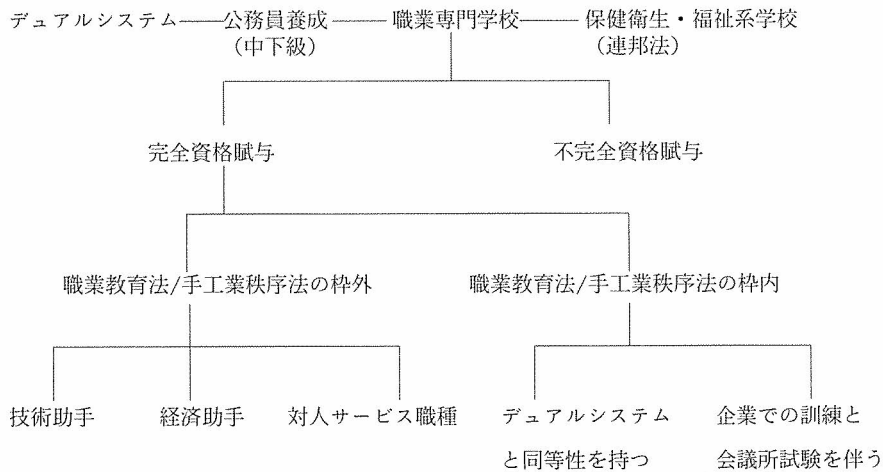 デュアルシステム 公務員養成 職業専門学校 保健衛生・福祉系学校
(中下級) (連邦法)
完全資格賦与 不完全資格賦与
職業教育法/手工業秩序法の枠外 職業教育法/手工業秩序法の枠内
技術助手 経済助手 対人サービス職種 デュアルシステム 企業での訓練と
と同等性を持つ 会議所試験を伴う